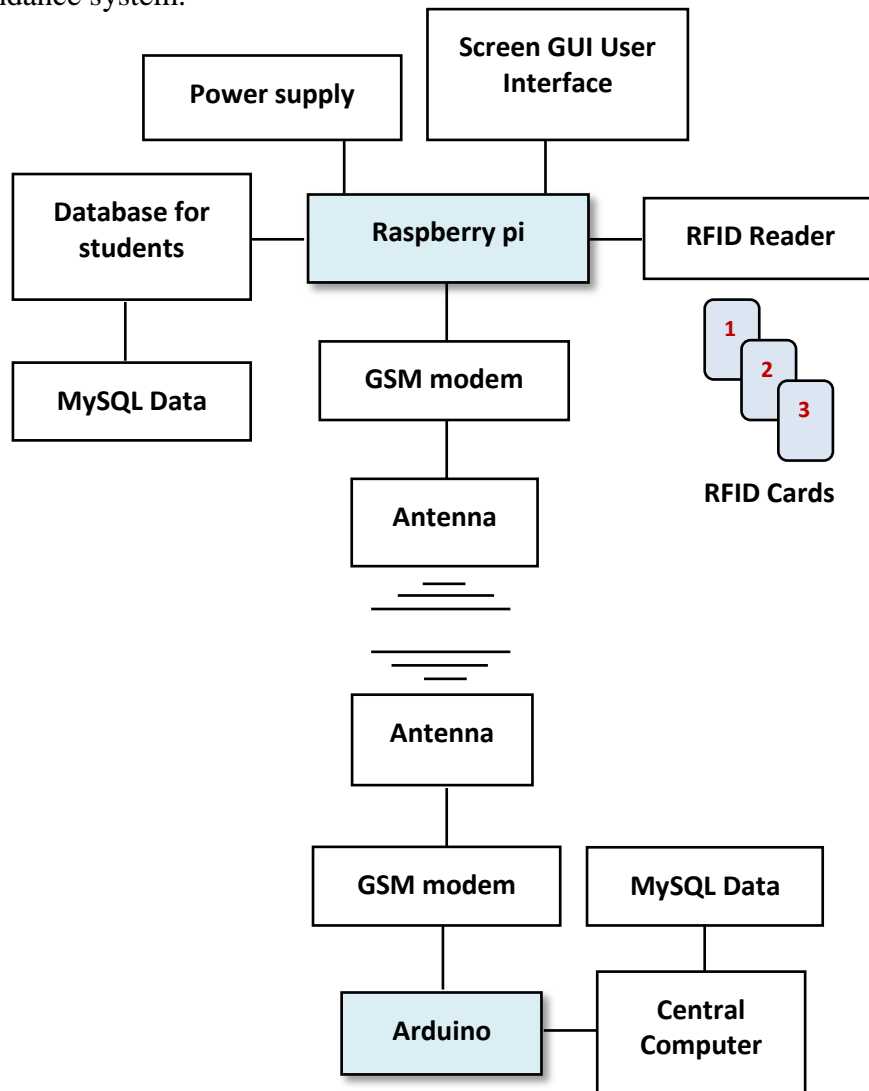 system.
Screen GUI User
Interface
Power supply
Database for
students
Raspberry pi
RFID Reader
1
2
3
RFID Cards
MySQL Data
GSM modem
Antenna
Antenna
GSM modem
MySQL Data
Arduino
Central
Computer